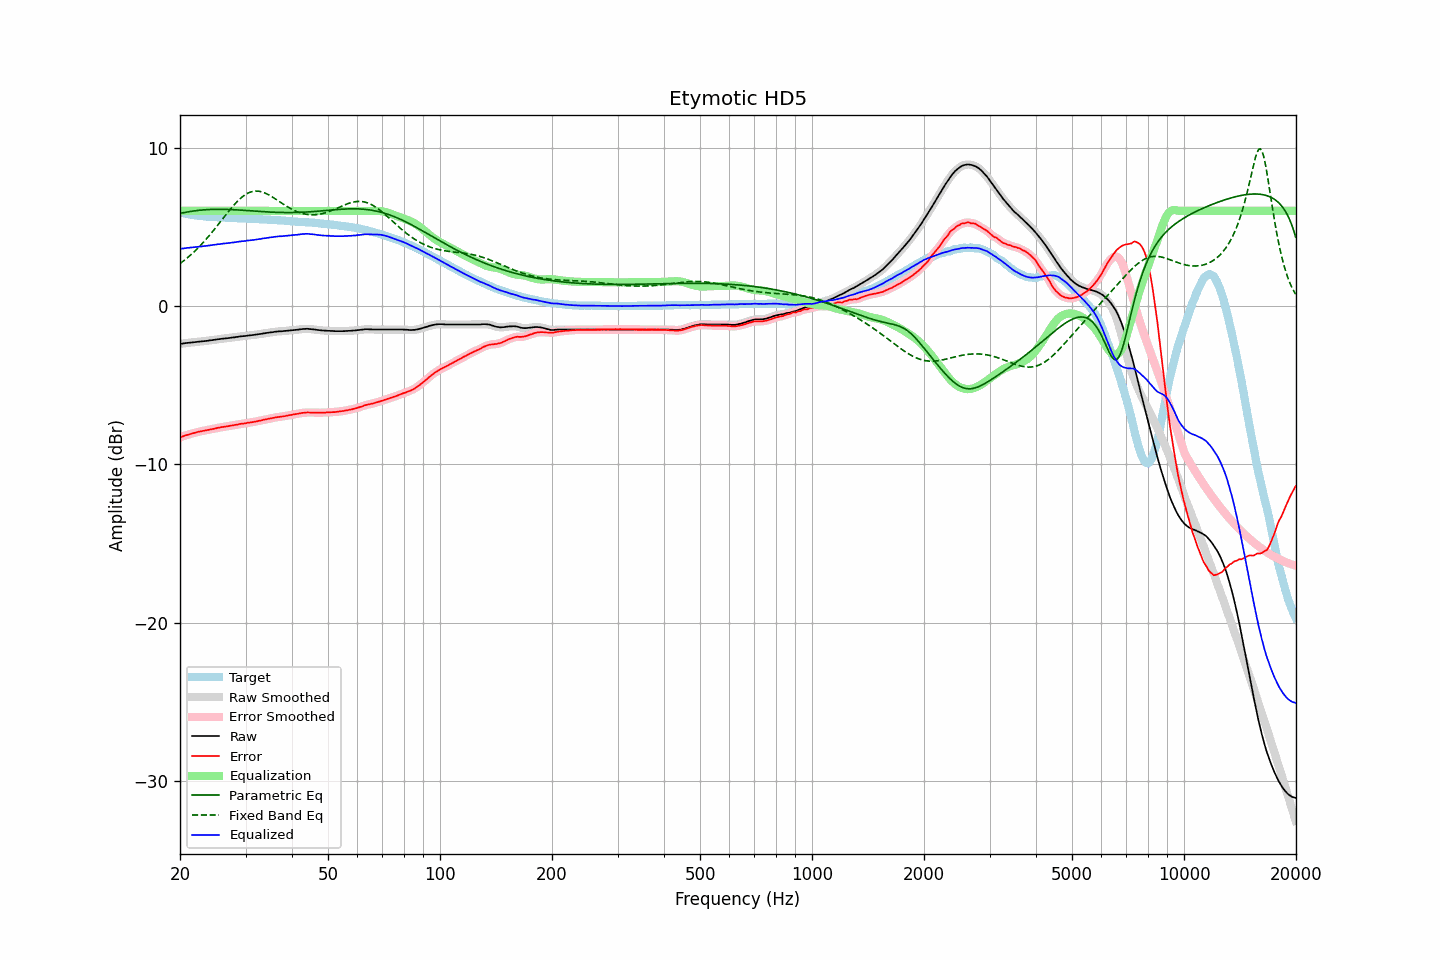 Etymotic HD5
10
0
−10
−20
−30
Amplitude (dBr)
Target
Raw Smoothed
Error Smoothed
Raw
Error
Equalization
Parametric Eq
Fixed Band Eq
Equalized
20 50 100 200 500 1000 2000 5000 10000 20000
Frequency (Hz)